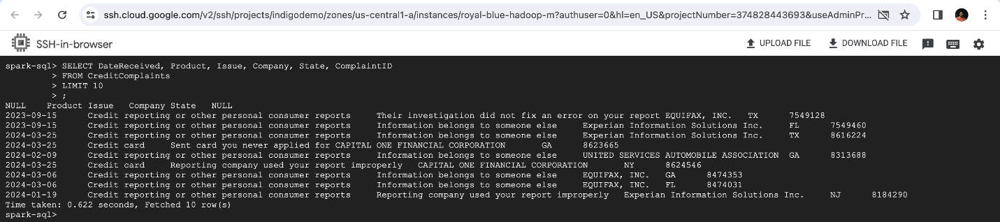 ssh.cloud.google.com/v2/ssh/projects/indigodemo/zones/us-central1-a/instances/royal-blue-hadoop-m?authuser=0&hl=en_US&projectNumber=374828443693&useAdminPr...
SSH-in-browser
UPLOAD FILE
DOWNLOAD FILE
spark-sql> SELECT DateReceived, Product, Issue, Company, State, ComplaintID
> FROM CreditComplaints
> LIMIT 10
> ;
NULL Product Issue Company State NULL
2023-09-15 Credit reporting or other personal consumer reports Their investigation did not fix an error on your report EQUIFAX, INC. TX 7549128
2023-09-15 Credit reporting or other personal consumer reports Information belongs to someone else Experian Information Solutions Inc. FL 7549460
2024-03-25 Credit reporting or other personal consumer reports Information belongs to someone else Experian Information Solutions Inc. TX 8616224
2024-03-25 Credit card Sent card you never applied for CAPITAL ONE FINANCIAL CORPORATION GA 8623665
2024-02-09 Credit reporting or other personal consumer reports Information belongs to someone else UNITED SERVICES AUTOMOBILE ASSOCIATION GA 8313688
2024-03-25 Credit card Reporting company used your report improperly CAPITAL ONE FINANCIAL CORPORATION NY 8624546
2024-03-06 Credit reporting or other personal consumer reports Information belongs to someone else EQUIFAX, INC. GA 8474353
2024-03-06 Credit reporting or other personal consumer reports Information belongs to someone else EQUIFAX, INC. FL 8474031
2024-01-19 Credit reporting or other personal consumer reports Reporting company used your report improperly Experian Information Solutions Inc. NJ 8184290
Time taken: 0.622 seconds, Fetched 10 row(s)
spark-sql>